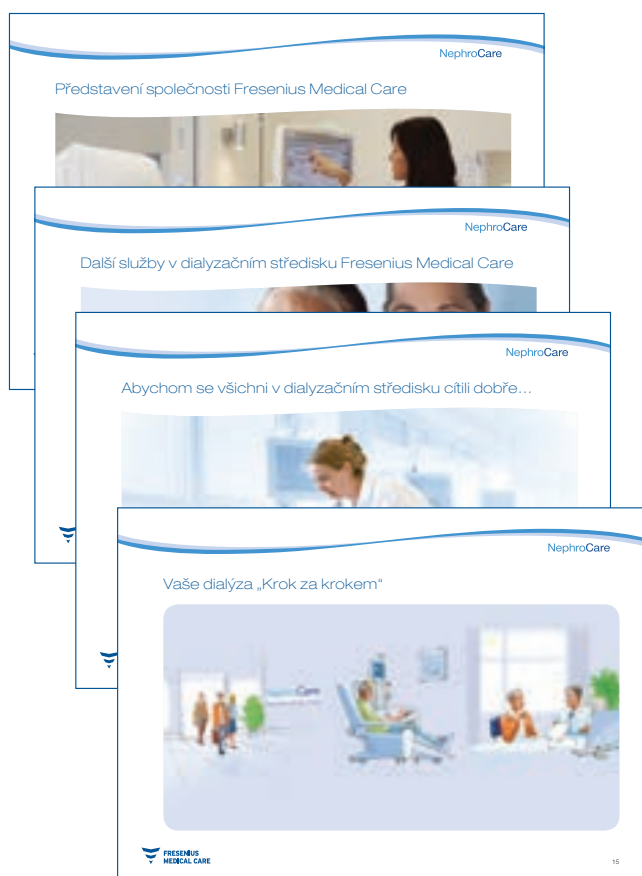 NephroCare
Představení společnosti Fresenius Medical Care
NephroCare
Další služby v dialyzačním středisku Fresenius Medical Care
NephroCare
Abychom se všichni v dialyzačním středisku cítili dobře…
NephroCare
Vaše dialýza „Krok za krokem“
Care
FRESENIUS
MEDICAL CARE
15